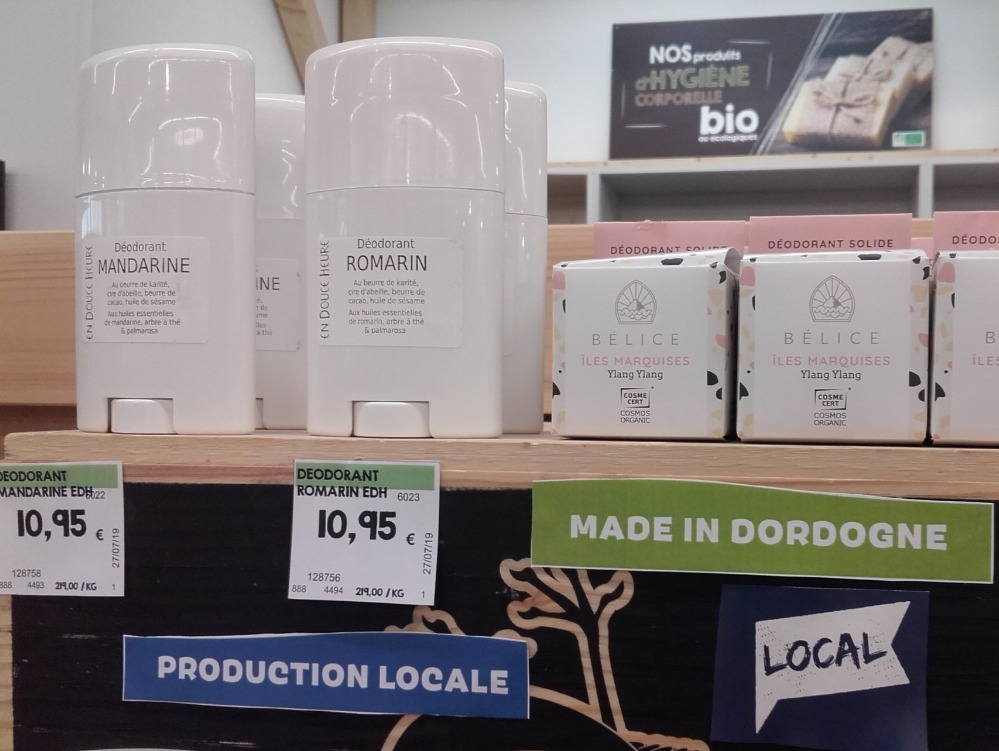 NOS produits
d'HYGIÈNE
CORPORELLE
bio
ou écologiques
EN DOUCE HEURE
Déodorant
MANDARINE
Au beurre de karité,
cire d'abeille, beurre de
cacao, huile de sésame
Aux huiles essentielles
de mandarine, arbre à thé
& palmarosa
INE
EN DOUCE HEURE
Déodorant
ROMARIN
Au beurre de karité,
cire d'abeille, beurre de
cacao, huile de sésame
Aux huiles essentielles
de romarin, arbre à thé
& palmarosa
DÉODORANT SOLIDE
BÉLICE
ÎLES MARQUISES
Ylang Ylang
COSME
CERT
COSMOS
ORGANIC
DÉODORANT SOLIDE
BÉLICE
ÎLES MARQUISES
Ylang Ylang
COSME
CERT
COSMOS
ORGANIC
DÉODO
B
ÎLES
DEODORANT
MANDARINE EDH
6022
10,95 €
27/07/19
128758
888 4493 219,00 / KG 1
DEODORANT
ROMARIN EDH 6023
10,95 €
27/07/19
128756
888 4494 219,00 / KG 1
MADE IN DORDOGNE
PRODUCTION LOCALE
LOCAL